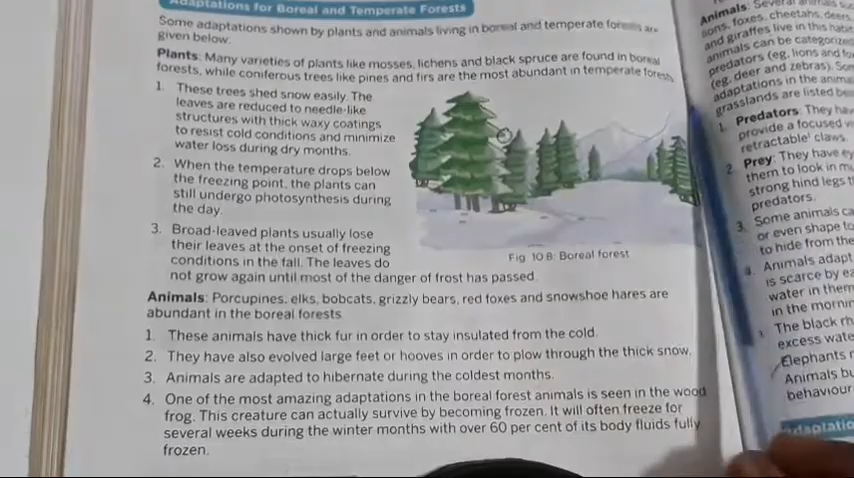 Adaptations for Boreal and Temperate Forests
Some adaptations shown by plants and animals living in boreal and temperate forests are
given below.
Plants: Many varieties of plants like mosses, lichens and black spruce are found in boreal
forests, while coniferous trees like pines and firs are the most abundant in temperate forests.
1. These trees shed snow easily. The
leaves are reduced to needle-like
structures with thick waxy coatings
to resist cold conditions and minimize
water loss during dry months.
2. When the temperature drops below
the freezing point, the plants can
still undergo photosynthesis during
the day.
3. Broad-leaved plants usually lose
their leaves at the onset of freezing
conditions in the fall. The leaves do
not grow again until most of the danger of frost has passed.
Fig 10.8: Boreal forest
Animals: Porcupines, elks, bobcats, grizzly bears, red foxes and snowshoe hares are
abundant in the boreal forests
1. These animals have thick fur in order to stay insulated from the cold.
2. They have also evolved large feet or hooves in order to plow through the thick snow.
3. Animals are adapted to hibernate during the coldest months.
4. One of the most amazing adaptations in the boreal forest animals is seen in the wood
frog. This creature can actually survive by becoming frozen. It will often freeze for
several weeks during the winter months with over 60 per cent of its body fluids fully
frozen.
Animals: Several animals
lions, foxes, cheetahs, deers,
and giraffes live in this
animals can be categorized
predators (eg, lions and
(eg, deer and zebras).
adaptations in the
grasslands are listed
1. Predators: They
provide a focused
retractable claws.
2. Prey: They have
them to look in
strong hind legs
predators.
3. Some animals
or even shape
to hide from the
4. Animals adapt
is scarce by
water in
in the
The black
excess
Elephants
Animals
behaviour